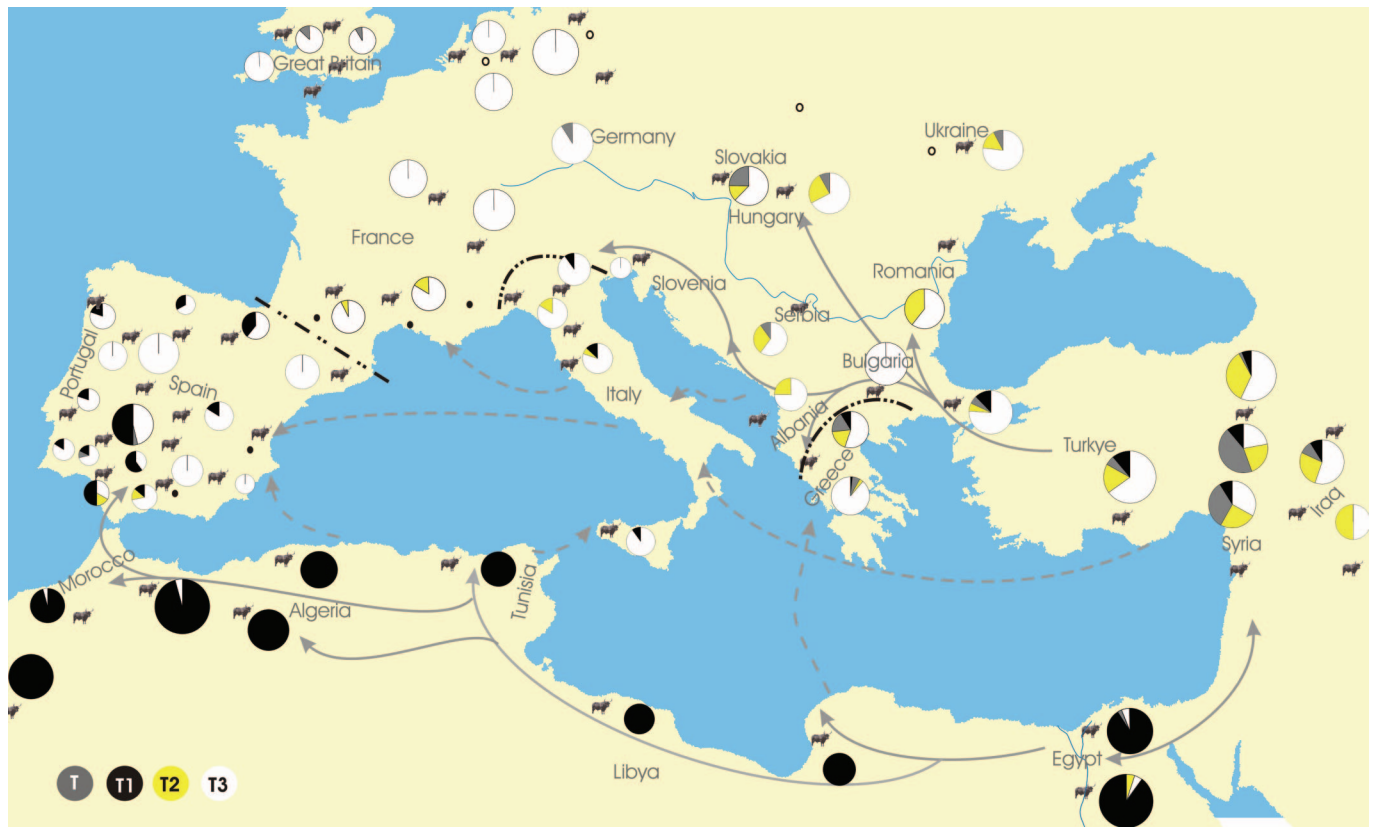 Great Britain
Germany
Ukraine
Slovakia
Hungary
France
Romania
Slovenia
Serbia
Bulgaria
Portugal
Spain
Italy
Albania
Turkye
Greece
Iraq
Syria
Morocco
Tunisia
Algeria
Egypt
Libya
T
T1
T2
T3